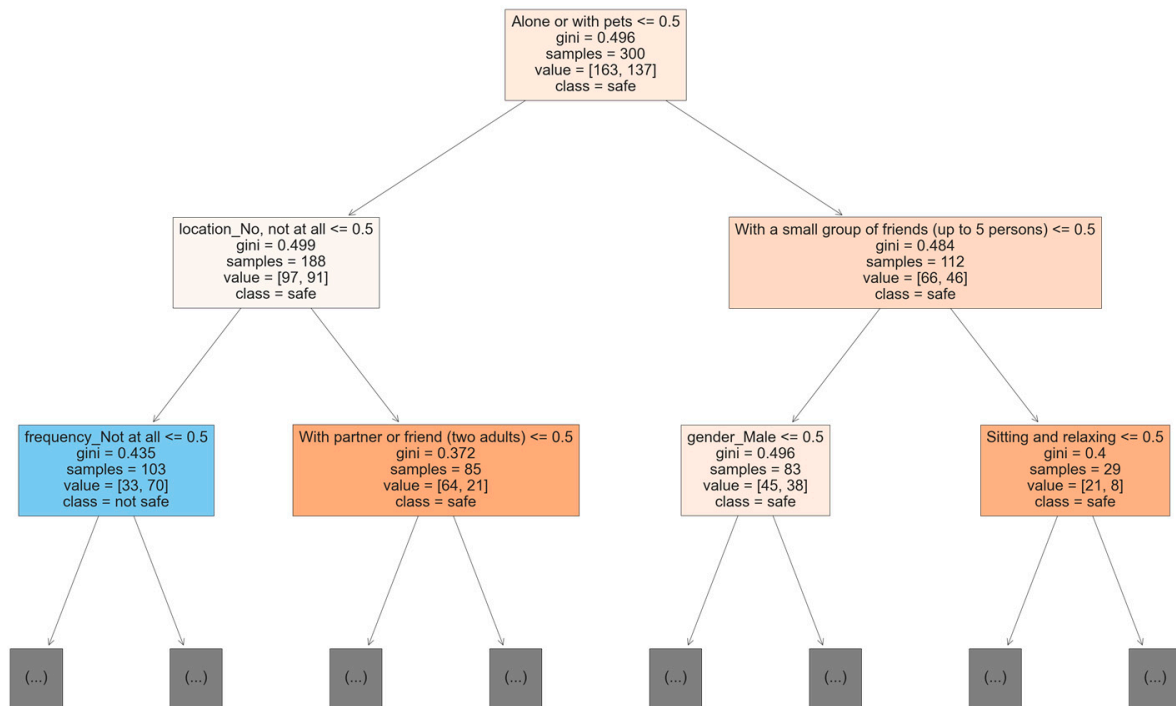 Alone or with pets <= 0.5
gini = 0.496
samples = 300
value = [163, 137]
class = safe
location_No, not at all <= 0.5
gini = 0.499
samples = 188
value = [97, 91]
class = safe
With a small group of friends (up to 5 persons) <= 0.5
gini = 0.484
samples = 112
value = [66, 46]
class = safe
frequency_Not at all <= 0.5
gini = 0.435
samples = 103
value = [33, 70]
class = not safe
With partner or friend (two adults) <= 0.5
gini = 0.372
samples = 85
value = [64, 21]
class = safe
gender_Male <= 0.5
gini = 0.496
samples = 83
value = [45, 38]
class = safe
Sitting and relaxing <= 0.5
gini = 0.4
samples = 29
value = [21, 8]
class = safe
(...)
(...)
(...)
(...)
(...)
(...)
(...)
(...)